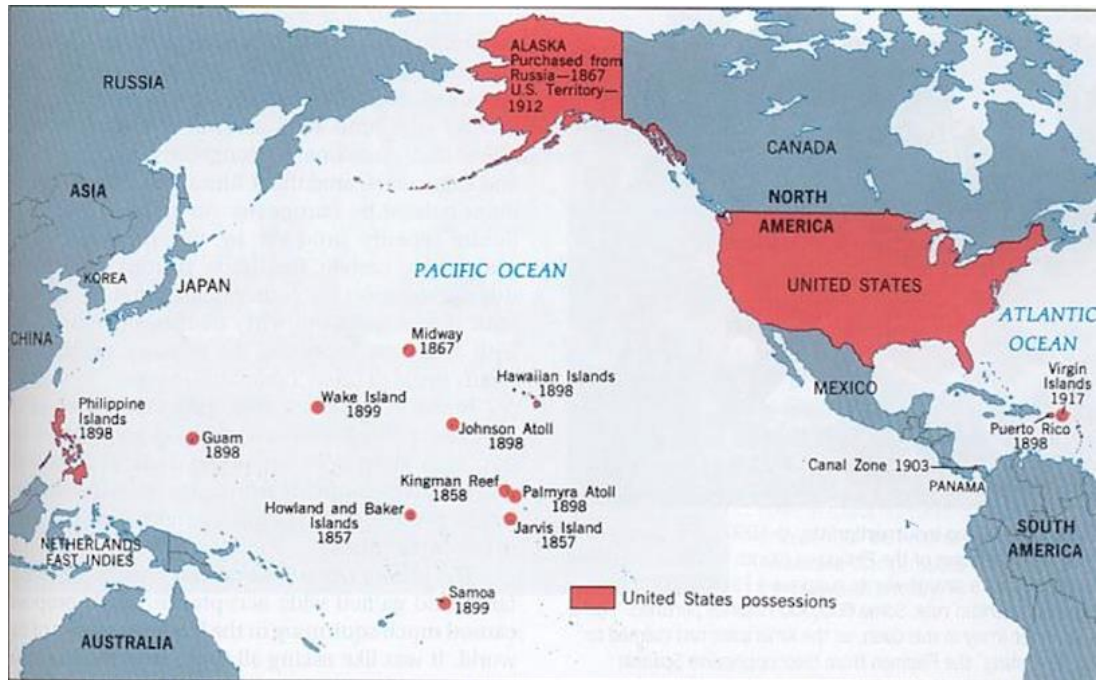 ALASKA
Purchased from
Russia—1867
U.S. Territory—
1912
RUSSIA
CANADA
ASIA
NORTH
AMERICA
KOREA
JAPAN
PACIFIC OCEAN
UNITED STATES
ATLANTIC
OCEAN
CHINA
Midway
1867
MEXICO
Virgin
Islands
1917
Hawaiian Islands
1898
Wake Island
1899
Philippine
Islands
1898
Guam
1898
Johnson Atoll
1898
Puerto Rico
1898
Canal Zone 1903
PANAMA
Kingman Reef
1858
Palmyra Atoll
1898
Howland and Baker
Islands
1857
Jarvis Island
1857
NETHERLANDS
EAST INDIES
SOUTH
AMERICA
Samoa
1899
United States possessions
AUSTRALIA